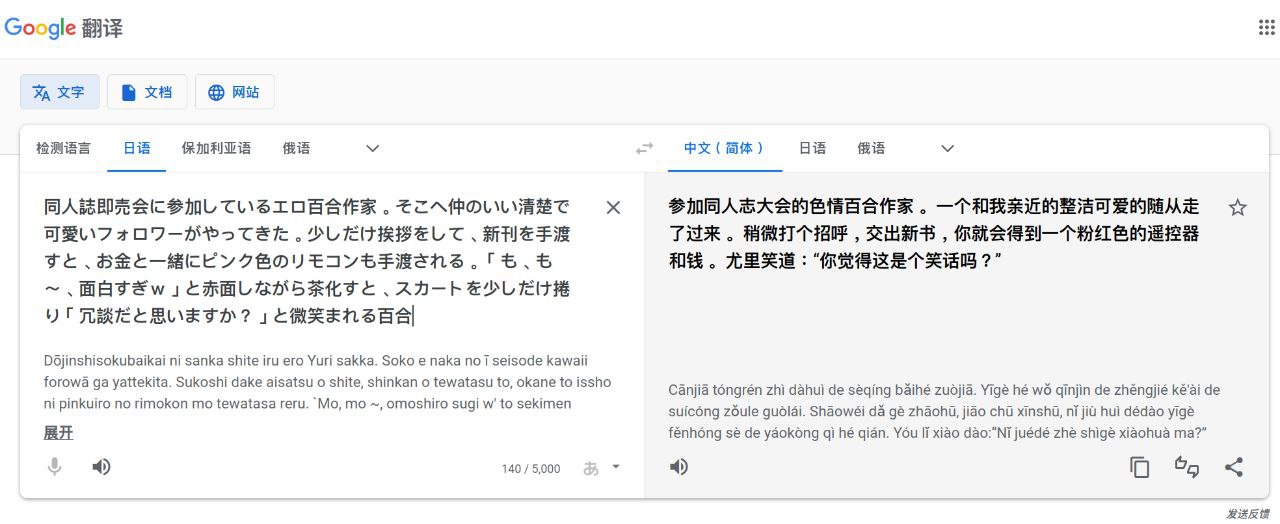 Google 翻译
文字
文档
网站
检测语言 日语 保加利亚语 俄语
中文（简体） 日语 俄语
同人誌即売会に参加しているエロ百合作家。そこへ仲のいい清楚で
可愛いフォロワーがやってきた。少しだけ挨拶をして、新刊を手渡
すと、お金と一緒にピンク色のリモコンも手渡される。「も、も
～、面白すぎｗ」と赤面しながら茶化すと、スカートを少しだけ捲
り「冗談だと思いますか？」と微笑まれる百合
Dōjinshisokubaikai ni sanka shite iru ero Yuri sakka. Soko e naka no ī seisode kawaii
forowā ga yattekita. Sukoshi dake aisatsu o shite, shinkan o tewatasu to, okane to issho
ni pinkuiro no rimokon mo tewatasa reru. `Mo, mo ~, omoshiro sugi w' to sekimen
展开
140 / 5,000
あ
参加同人志大会的色情百合作家。一个和我亲近的整洁可爱的随从走
了过来。稍微打个招呼，交出新书，你就会得到一个粉红色的遥控器
和钱。尤里笑道：“你觉得这是个笑话吗？”
Cānjiā tóngrén zhì dàhuì de sèqíng bǎihé zuòjiā. Yīgè hé wǒ qīnjìn de zhěngjié kě'ài de
suícóng zǒule guòlái. Shāowéi dǎ gè zhāohū, jiāo chū xīnshū, nǐ jiù huì dédào yīgè
fěnhóng sè de yáokòng qì hé qián. Yóu lǐ xiào dào:“Nǐ juédé zhè shìgè xiàohuà ma?”
发送反馈